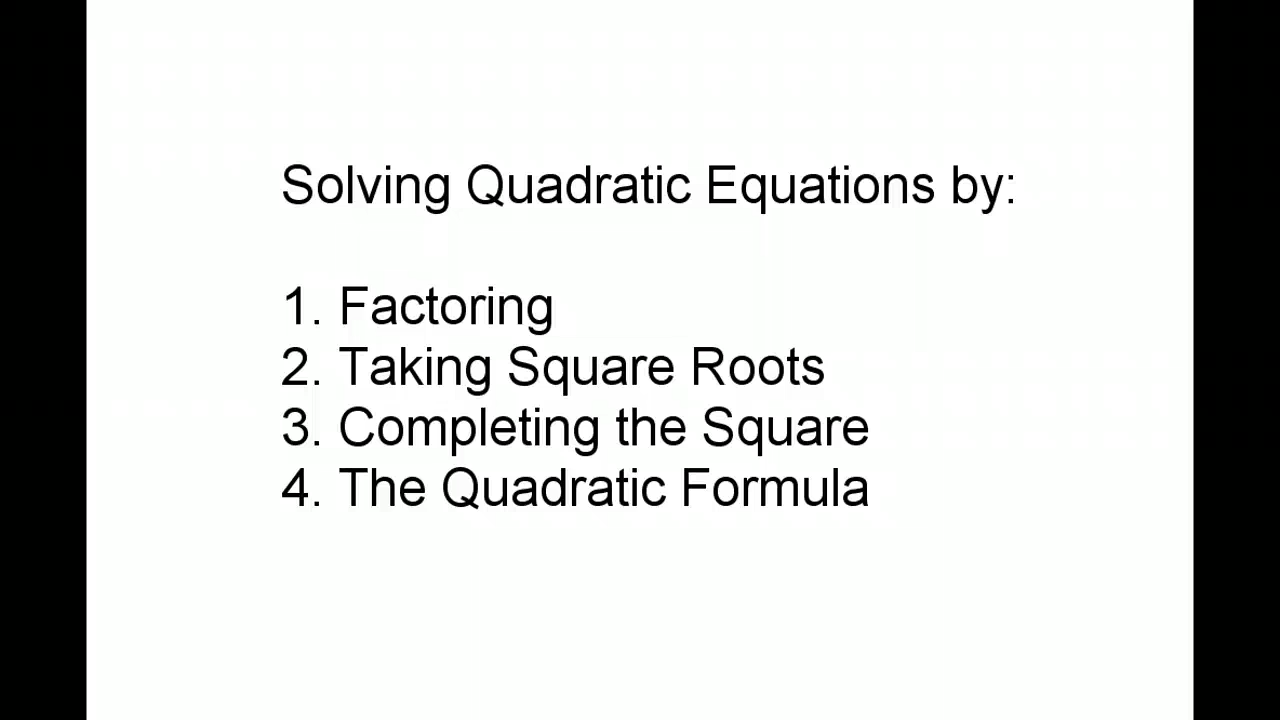 Solving Quadratic Equations by:
1. Factoring
2. Taking Square Roots
3. Completing the Square
4. The Quadratic Formula